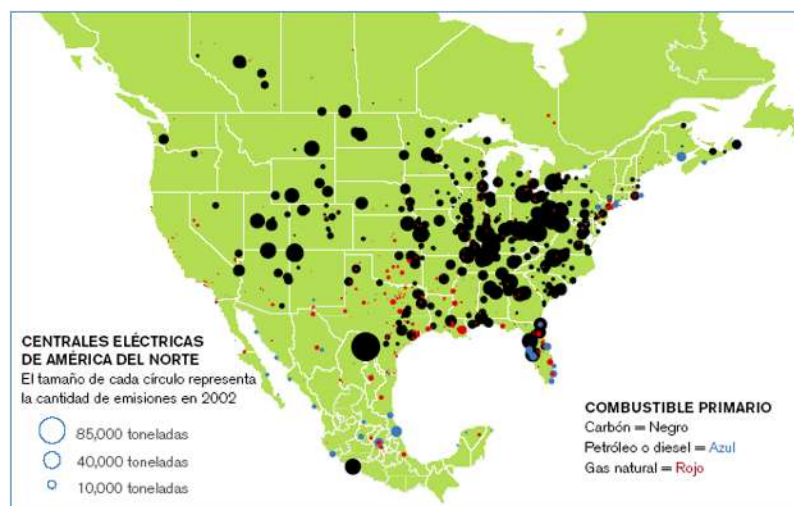 CENTRALES ELÉCTRICAS
DE AMÉRICA DEL NORTE
El tamaño de cada círculo representa
la cantidad de emisiones en 2002
85,000 toneladas
40,000 toneladas
10,000 toneladas
COMBUSTIBLE PRIMARIO
Carbón = Negro
Petróleo o diesel = Azul
Gas natural = Rojo